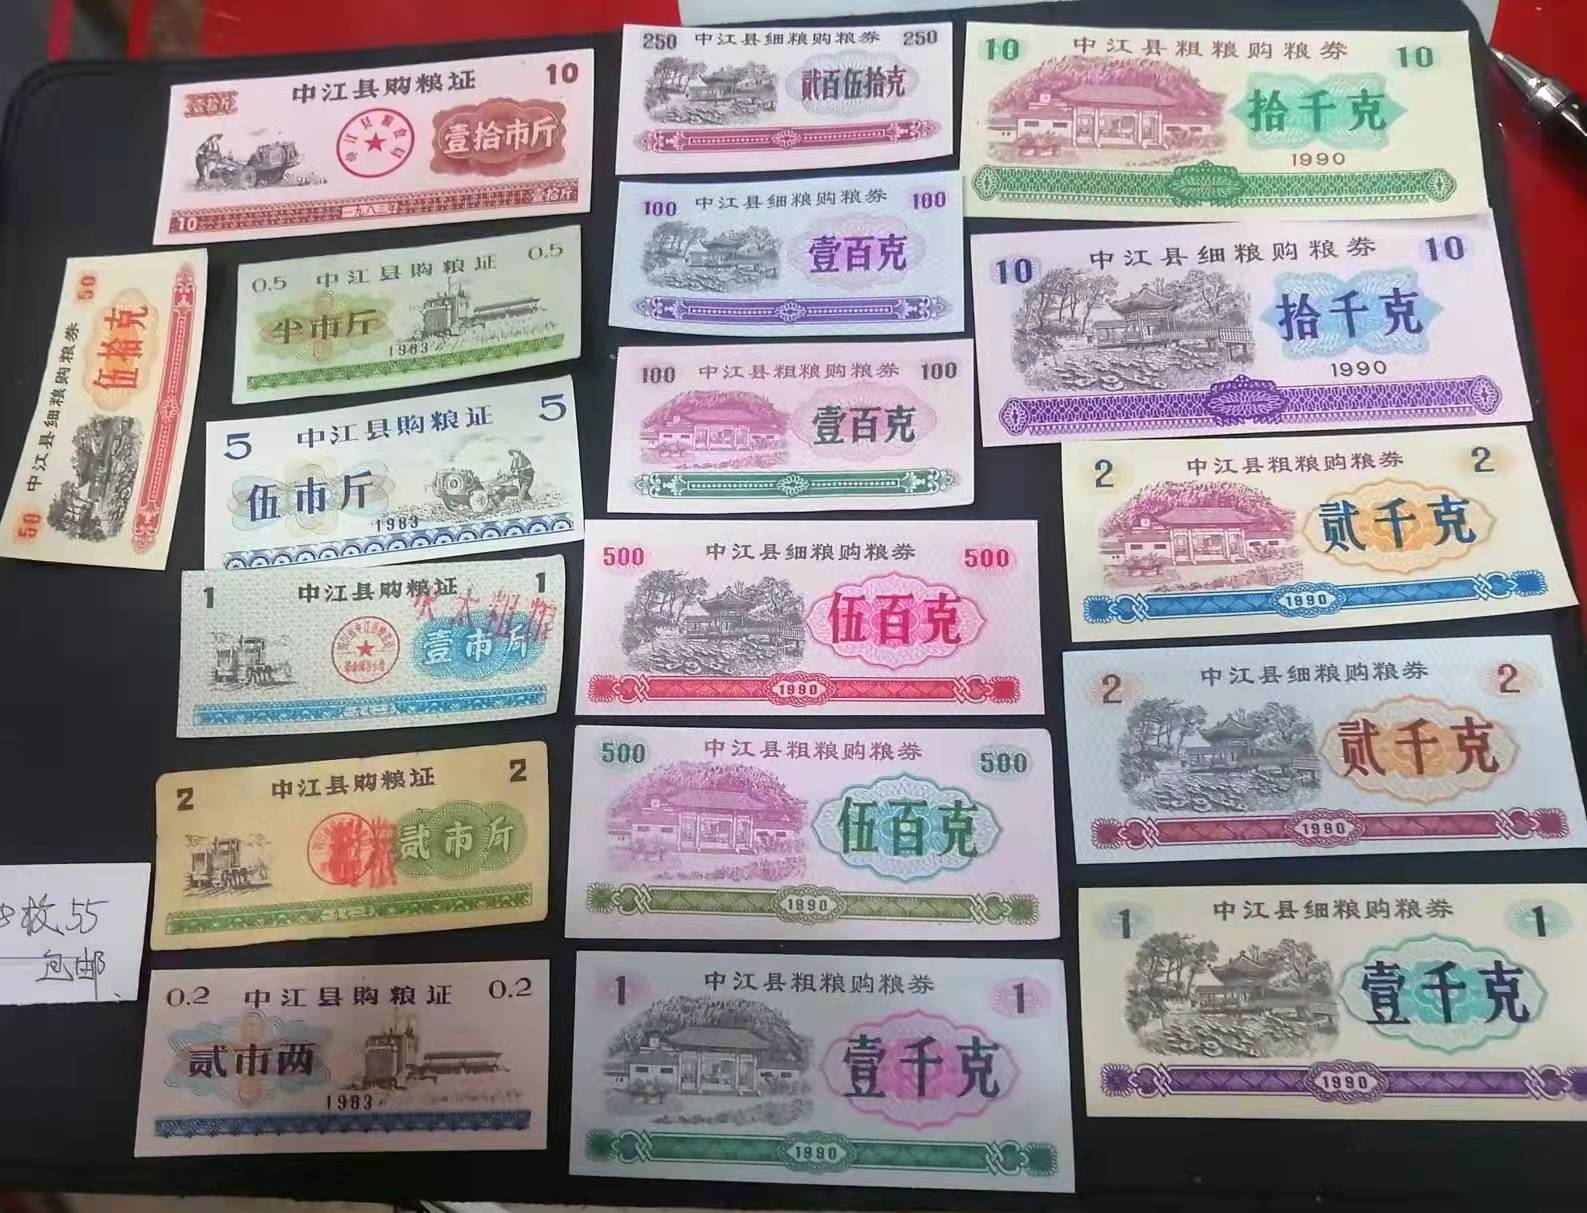 中江县购粮证 10
壹拾市斤
10 一九八三年 壹拾斤
0.5 中江县购粮证 0.5
半市斤
1983
50 中江县细粮购粮券 50
伍拾克
5 中江县购粮证 5
伍市斤
1983
1 中江县购粮证 1
壹市斤
2 中江县购粮证 2
贰市斤
0.2 中江县购粮证 0.2
贰市两
1983
枚55
包邮
250 中江县细粮购粮券 250
贰百伍拾克
100 中江县细粮购粮券 100
壹百克
100 中江县粗粮购粮券 100
壹百克
500 中江县细粮购粮券 500
伍百克
1990
500 中江县粗粮购粮券 500
伍百克
1990
1 中江县粗粮购粮券 1
壹千克
1990
10 中江县粗粮购粮券 10
拾千克
1990
10 中江县细粮购粮券 10
拾千克
1990
2 中江县粗粮购粮券 2
贰千克
1990
2 中江县细粮购粮券 2
贰千克
1990
1 中江县细粮购粮券 1
壹千克
1990